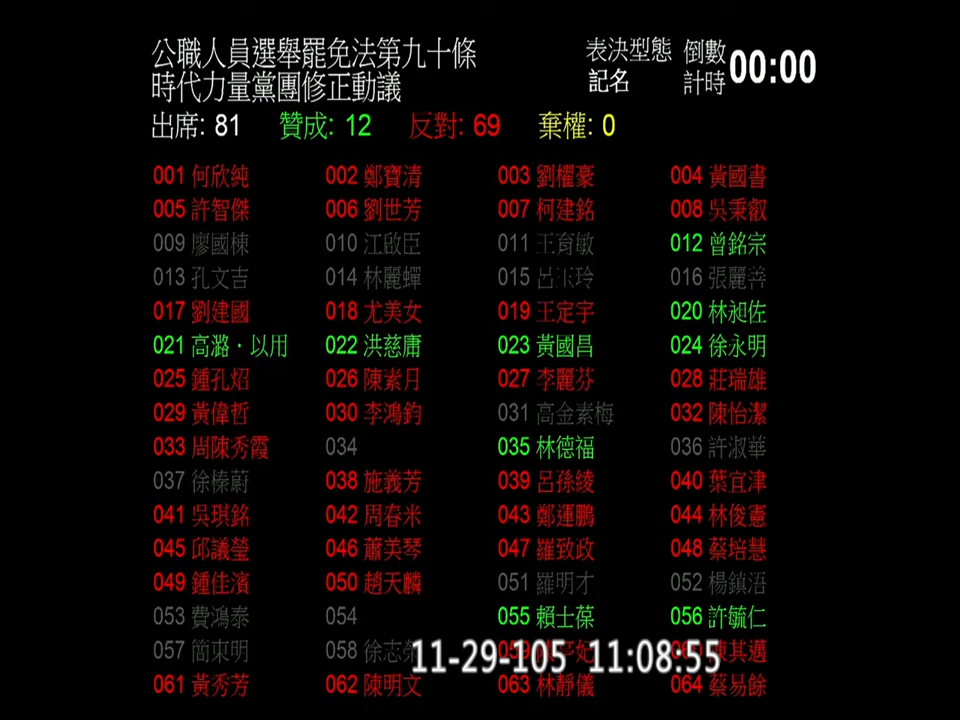 公職人員選舉罷免法第九十條
時代力量黨團修正動議
表決型態 記名
倒數計時 00:00
出席: 81 贊成: 12 反對: 69 棄權: 0
001 何欣純 002 鄭寶清 003 劉櫂豪 004 黃國書
005 許智傑 006 劉世芳 007 柯建銘 008 吳秉叡
009 廖國棟 010 江啟臣 011 王育敏 012 曾銘宗
013 孔文吉 014 林麗蟬 015 呂玉玲 016 張麗善
017 劉建國 018 尤美女 019 王定宇 020 林昶佐
021 高潞·以用 022 洪慈庸 023 黃國昌 024 徐永明
025 鍾孔炤 026 陳素月 027 李麗芬 028 莊瑞雄
029 黃偉哲 030 李鴻鈞 031 高金素梅 032 陳怡潔
033 周陳秀霞 034 035 林德福 036 許淑華
037 徐榛蔚 038 施義芳 039 呂孫綾 040 葉宜津
041 吳琪銘 042 周春米 043 鄭運鵬 044 林俊憲
045 邱議瑩 046 蕭美琴 047 羅致政 048 蔡培慧
049 鍾佳濱 050 趙天麟 051 羅明才 052 楊鎮浯
053 費鴻泰 054 055 賴士葆 056 許毓仁
057 簡東明 058 徐志榮 059 陳其邁
061 黃秀芳 062 陳明文 063 林靜儀 064 蔡易餘
11-29-105 11:08:55